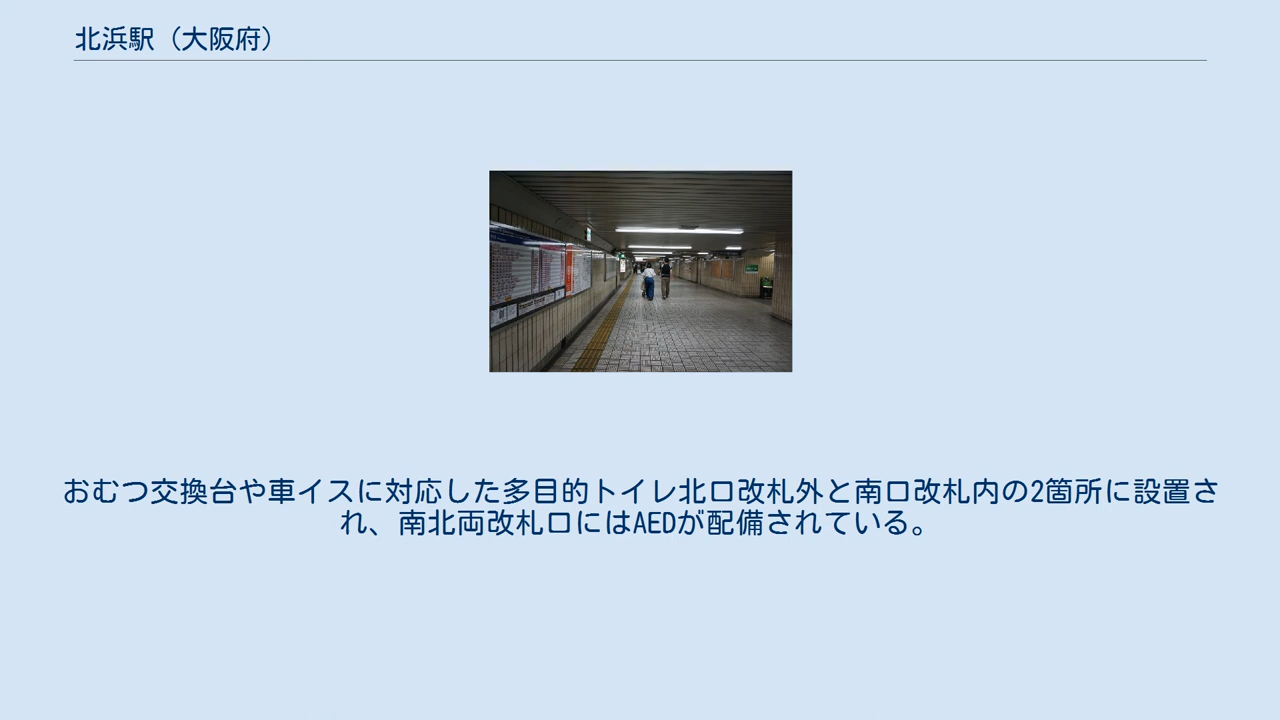 北浜駅（大阪府）
おむつ交換台や車イスに対応した多目的トイレ北口改札外と南口改札内の2箇所に設置さ
れ、南北両改札口にはAEDが配備されている。